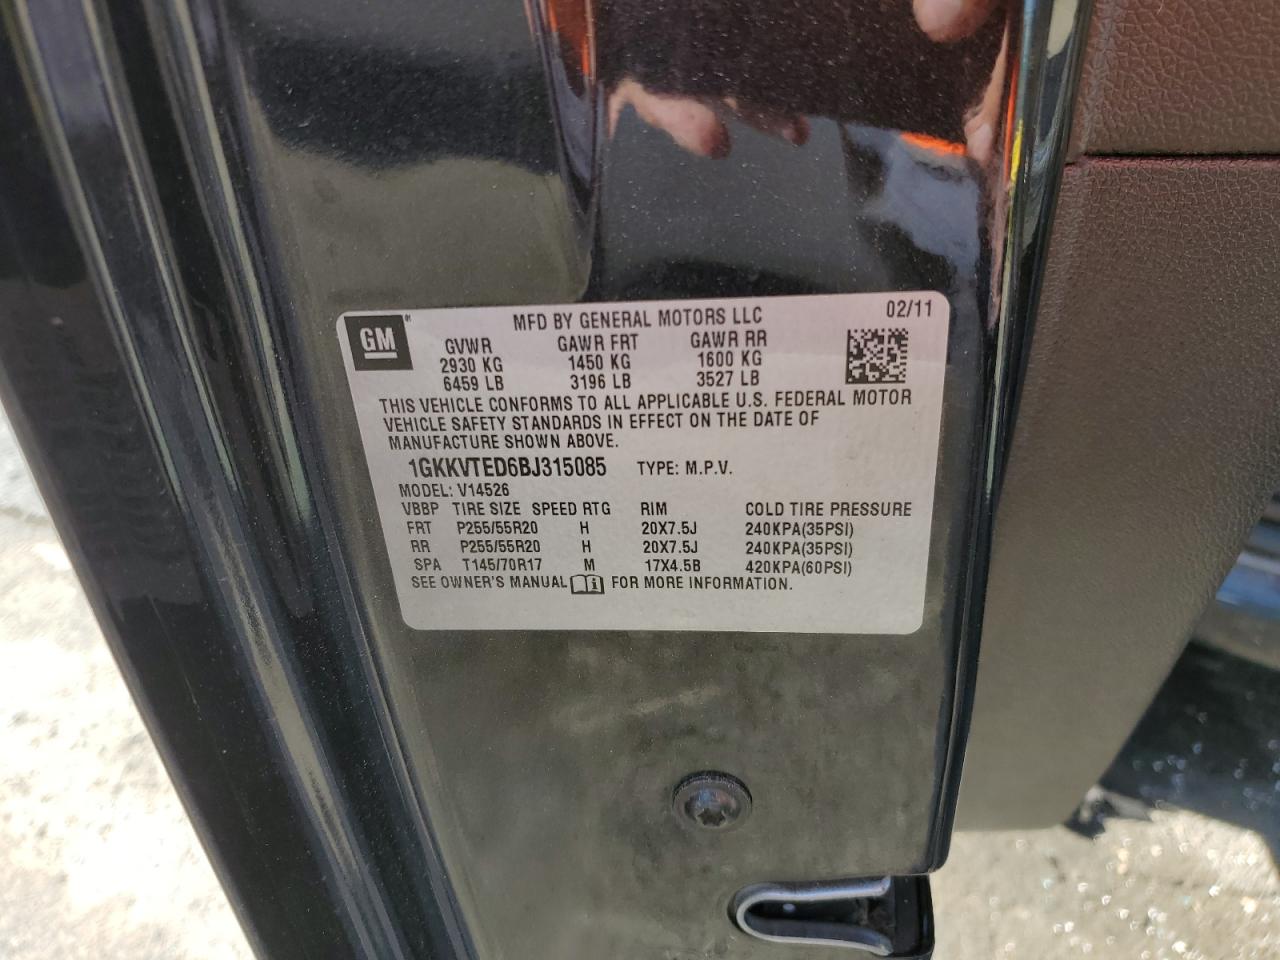 GM
MFD BY GENERAL MOTORS LLC 02/11
GVWR GAWR FRT GAWR RR
2930 KG 1450 KG 1600 KG
6459 LB 3196 LB 3527 LB
THIS VEHICLE CONFORMS TO ALL APPLICABLE U.S. FEDERAL MOTOR
VEHICLE SAFETY STANDARDS IN EFFECT ON THE DATE OF
MANUFACTURE SHOWN ABOVE.
1GKKVTED6BJ315085 TYPE: M.P.V.
MODEL: V14526
VBBP TIRE SIZE SPEED RTG RIM COLD TIRE PRESSURE
FRT P255/55R20 H 20X7.5J 240KPA(35PSI)
RR P255/55R20 H 20X7.5J 240KPA(35PSI)
SPA T145/70R17 M 17X4.5B 420KPA(60PSI)
SEE OWNER'S MANUAL FOR MORE INFORMATION.